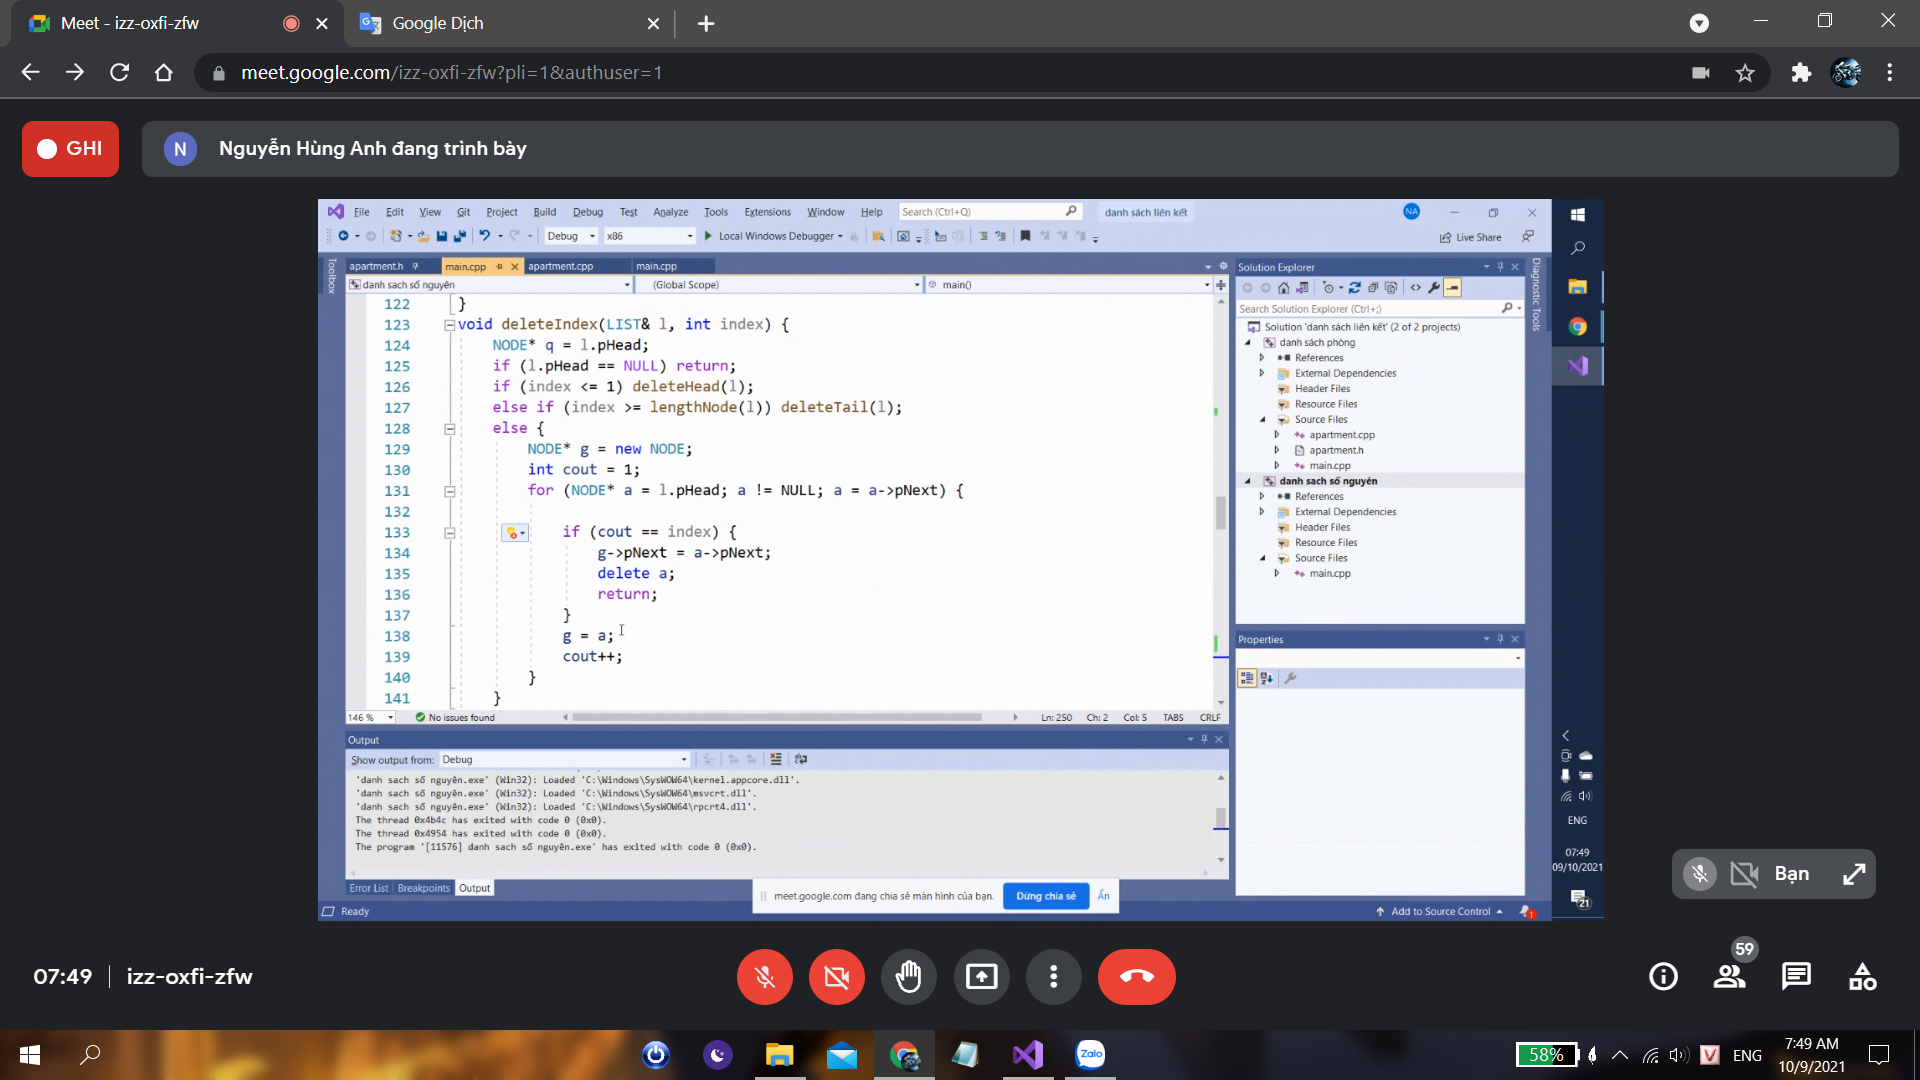 Meet - izz-oxfi-zfw
Google Dịch
meet.google.com/izz-oxfi-zfw?pli=1&authuser=1
GHI
N
Nguyễn Hùng Anh đang trình bày
File Edit View Git Project Build Debug Test Analyze Tools Extensions Window Help Search (Ctrl+Q) danh sách liên kết NA
Debug x86 Local Windows Debugger Live Share
Toolbox
apartment.h main.cpp apartment.cpp main.cpp
danh sach số nguyên (Global Scope) main()
122 }
123 void deleteIndex(LIST& l, int index) {
124 NODE* q = l.pHead;
125 if (l.pHead == NULL) return;
126 if (index <= 1) deleteHead(l);
127 else if (index >= lengthNode(l)) deleteTail(l);
128 else {
129 NODE* g = new NODE;
130 int cout = 1;
131 for (NODE* a = l.pHead; a != NULL; a = a->pNext) {
132
133 if (cout == index) {
134 g->pNext = a->pNext;
135 delete a;
136 return;
137 }
138 g = a;
139 cout++;
140 }
141 }
146 % No issues found Ln: 250 Ch: 2 Col: 5 TABS CRLF
Output
Show output from: Debug
'danh sach số nguyên.exe' (Win32): Loaded 'C:\Windows\SysWOW64\kernel.appcore.dll'.
'danh sach số nguyên.exe' (Win32): Loaded 'C:\Windows\SysWOW64\msvcrt.dll'.
'danh sach số nguyên.exe' (Win32): Loaded 'C:\Windows\SysWOW64\rpcrt4.dll'.
The thread 0x4b4c has exited with code 0 (0x0).
The thread 0x4954 has exited with code 0 (0x0).
The program '[11576] danh sach số nguyên.exe' has exited with code 0 (0x0).
Error List Breakpoints Output
Ready
Add to Source Control
1
meet.google.com đang chia sẻ màn hình của bạn.
Dừng chia sẻ
Ẩn
Solution Explorer
Search Solution Explorer (Ctrl+;)
Solution 'danh sách liên kết' (2 of 2 projects)
danh sách phòng
References
External Dependencies
Header Files
Resource Files
Source Files
apartment.cpp
apartment.h
main.cpp
danh sach số nguyên
References
External Dependencies
Header Files
Resource Files
Source Files
main.cpp
Properties
Diagnostic Tools
ENG
07:49
09/10/2021
21
Bạn
07:49
izz-oxfi-zfw
59
Zalo
58%
V
ENG
7:49 AM
10/9/2021